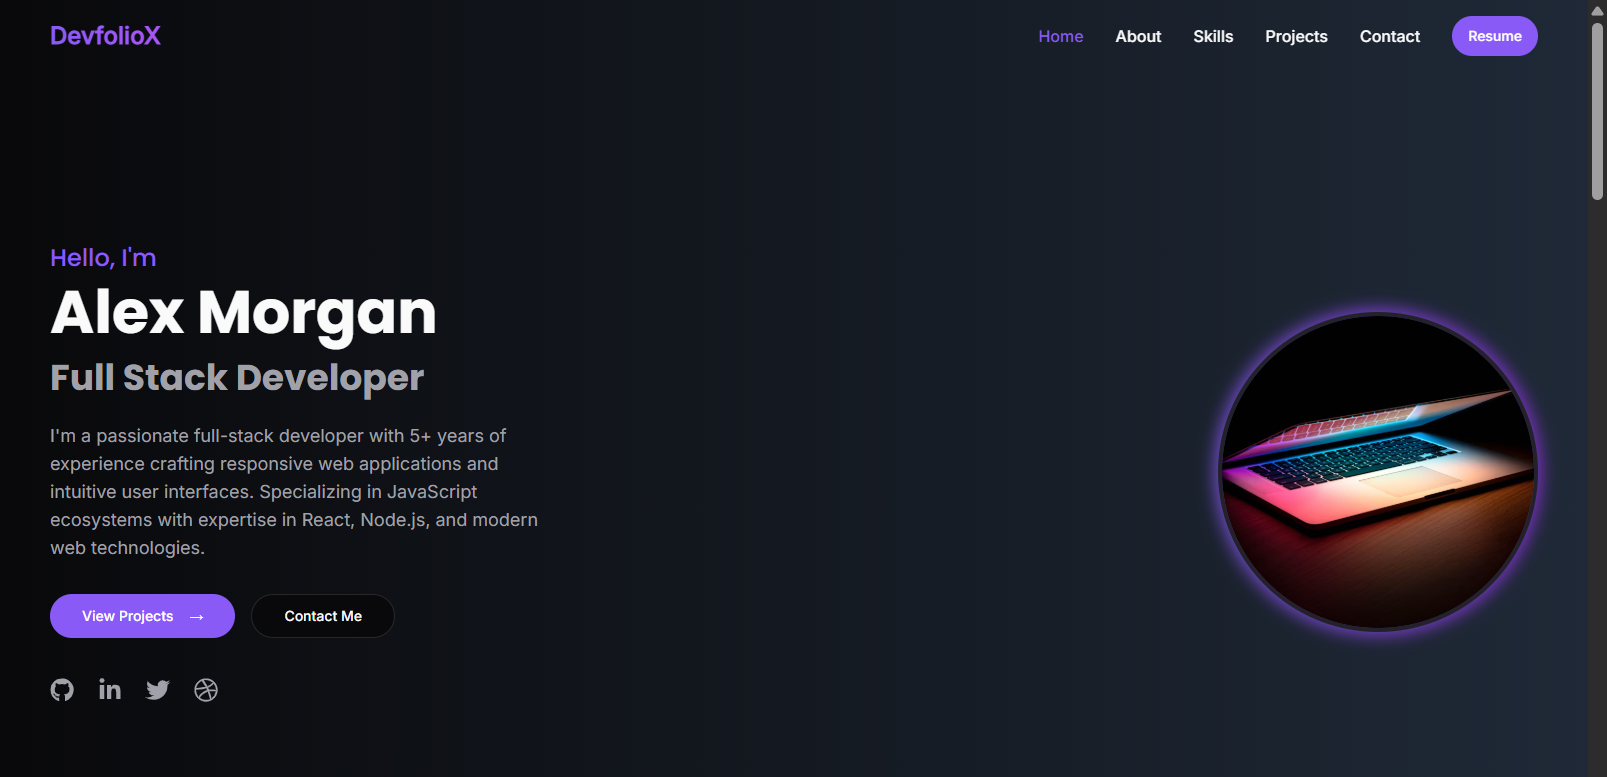 DevfolioX
Home About Skills Projects Contact Resume
Hello, I'm
Alex Morgan
Full Stack Developer
I'm a passionate full-stack developer with 5+ years of
experience crafting responsive web applications and
intuitive user interfaces. Specializing in JavaScript
ecosystems with expertise in React, Node.js, and modern
web technologies.
View Projects → Contact Me